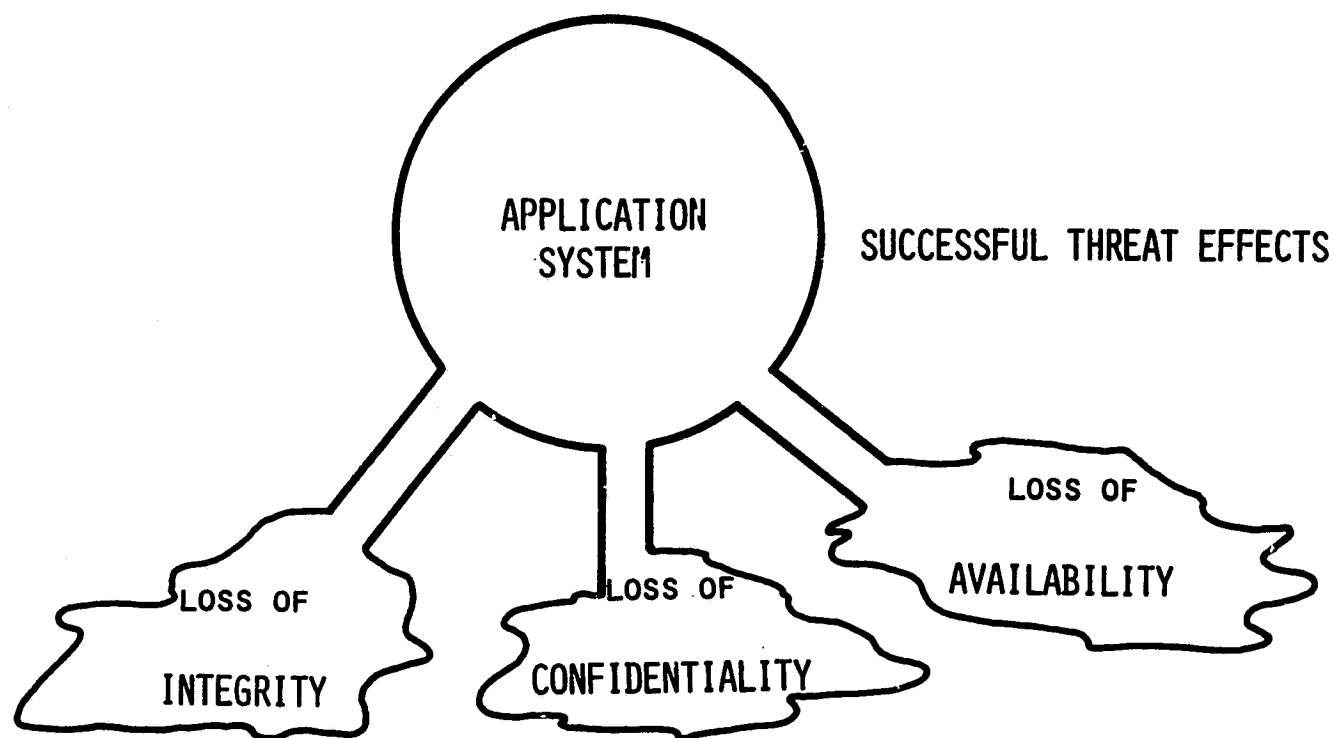 APPLICATION
SYSTEM
SUCCESSFUL THREAT EFFECTS
LOSS OF
INTEGRITY
LOSS OF
CONFIDENTIALITY
LOSS OF
AVAILABILITY